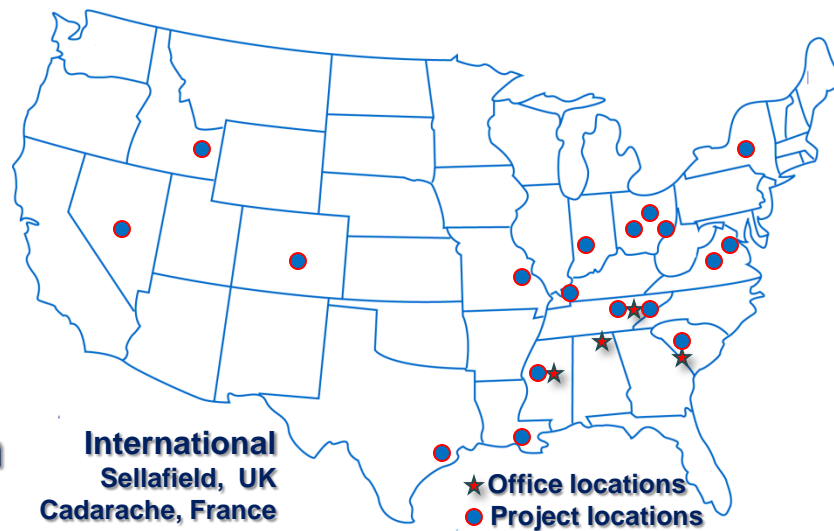 International
Sellafield, UK
Cadarache, France
Office locations
Project locations